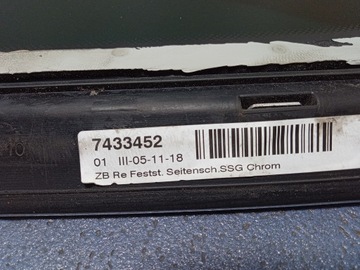 7433452
01 III-05-11-18
ZB Re Festst. Seitensch.SSG Chrom